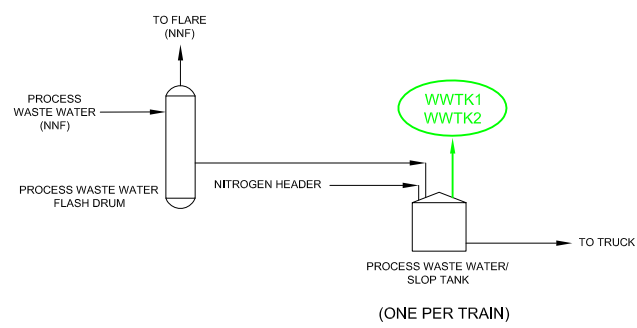 TO FLARE
(NNF)
PROCESS
WASTE WATER
(NNF)
WWTK1
WWTK2
NITROGEN HEADER
PROCESS WASTE WATER
FLASH DRUM
TO TRUCK
PROCESS WASTE WATER/
SLOP TANK
(ONE PER TRAIN)